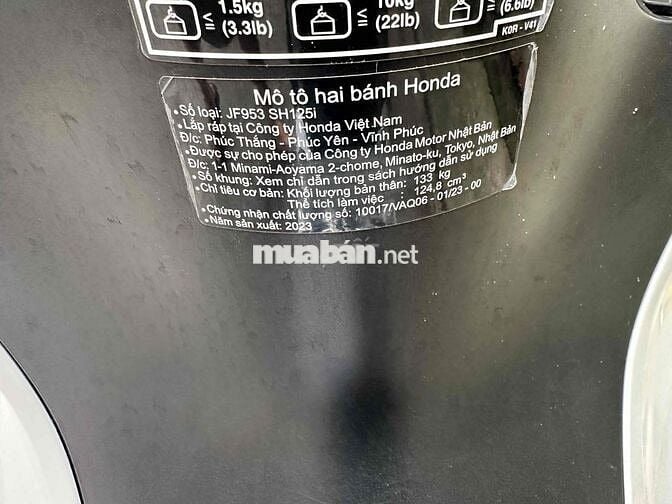 ≤ 1.5kg
(3.3lb)
≤ 10kg
(22lb)
(6.6lb)
K0R - V41
Mô tô hai bánh Honda
•Số loại: JF953 SH125i
•Lắp ráp tại Công ty Honda Việt Nam
Đ/c: Phúc Thắng - Phúc Yên - Vĩnh Phúc
•Được sự cho phép của Công ty Honda Motor Nhật Bản
Đ/c: 1-1 Minami-Aoyama 2-chome, Minato-ku, Tokyo, Nhật Bản
•Số khung: Xem chỉ dẫn trong sách hướng dẫn sử dụng
•Chỉ tiêu cơ bản: Khối lượng bản thân: 133 kg
Thể tích làm việc: 124,8 cm³
•Chứng nhận chất lượng số: 10017/VAQ06 - 01/23 - 00
•Năm sản xuất: 2023
muabán.net